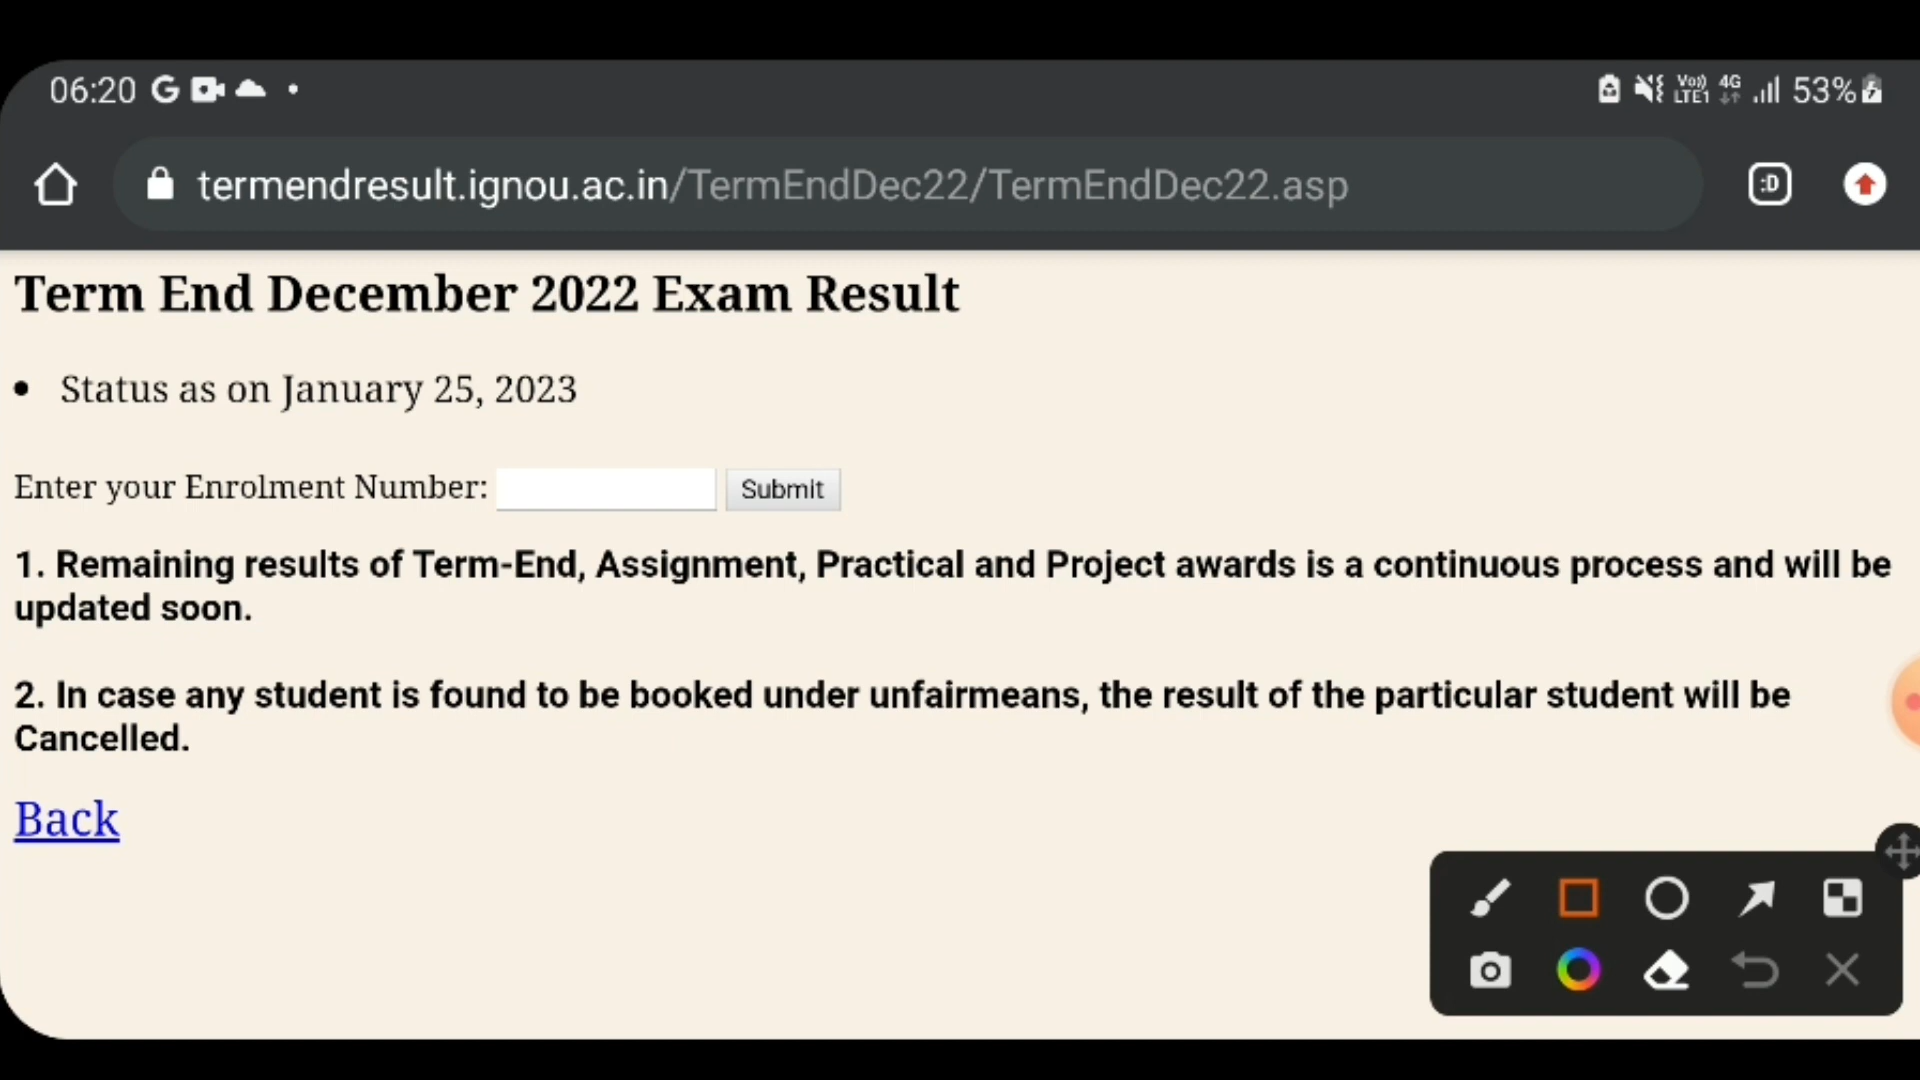 06:20 G
Vo)) LTE1 4G 53%
termendresult.ignou.ac.in/TermEndDec22/TermEndDec22.asp :D
Term End December 2022 Exam Result
• Status as on January 25, 2023
Enter your Enrolment Number: Submit
1. Remaining results of Term-End, Assignment, Practical and Project awards is a continuous process and will be
updated soon.
2. In case any student is found to be booked under unfairmeans, the result of the particular student will be
Cancelled.
Back